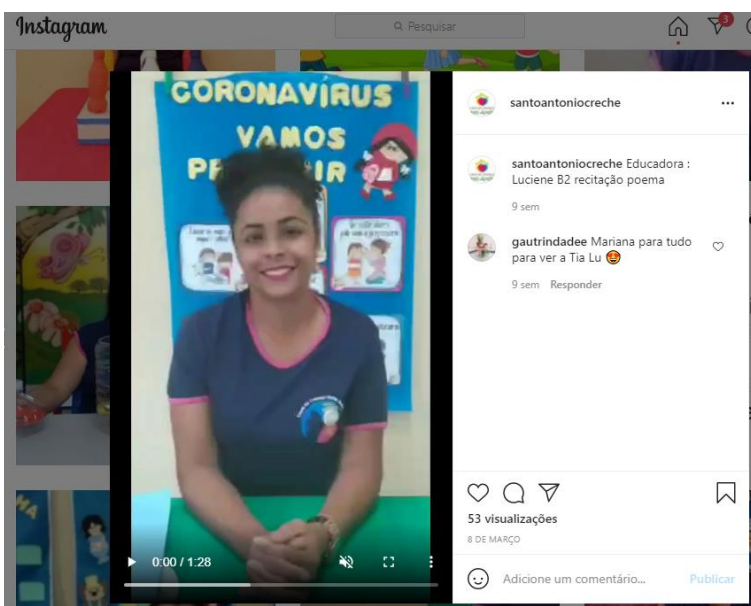 Instagram
Pesquisar
3
CORONAVÍRUS
VAMOS
santoantoniocreche
santoantoniocreche Educadora :
Luciene B2 recitação poema
9 sem
gautrindadee Mariana para tudo
para ver a Tia Lu 🤩
9 sem Responder
53 visualizações
8 DE MARÇO
0:00 / 1:28
Adicione um comentário...
Publicar